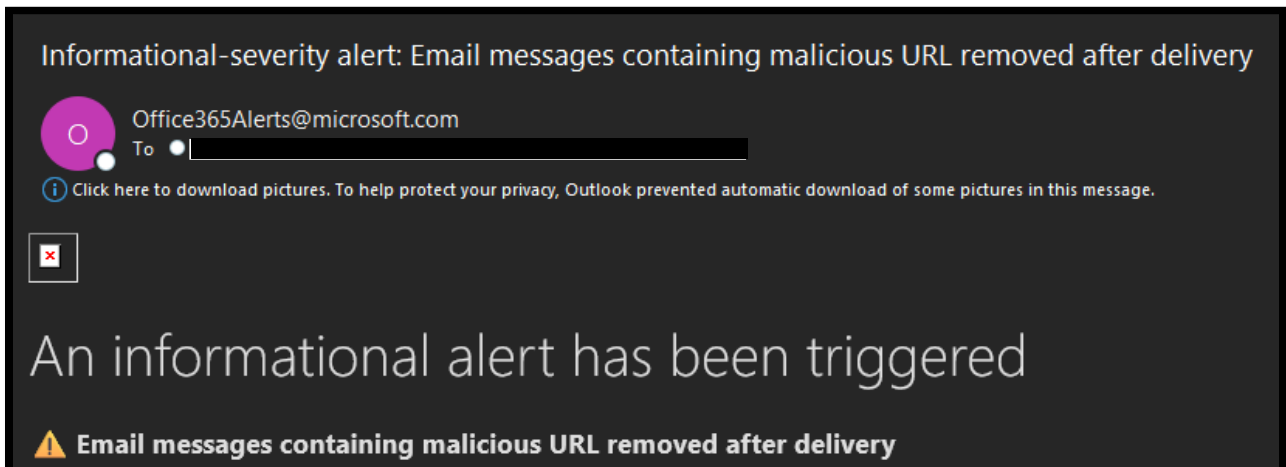 Informational-severity alert: Email messages containing malicious URL removed after delivery
O
Office365Alerts@microsoft.com
To
Click here to download pictures. To help protect your privacy, Outlook prevented automatic download of some pictures in this message.
An informational alert has been triggered
Email messages containing malicious URL removed after delivery